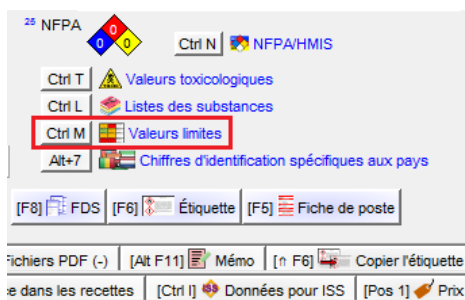 25 NFPA 0 0 0 Ctrl N NFPA/HMIS
Ctrl T Valeurs toxicologiques
Ctrl L Listes des substances
Ctrl M Valeurs limites
Alt+7 Chiffres d'identification spécifiques aux pays
[F8] FDS [F6] Étiquette [F5] Fiche de poste
Fichiers PDF (-) [Alt F11] Mémo [⇑ F6] Copier l'étiquette
e dans les recettes [Ctrl I] Données pour ISS [Pos 1] Prix